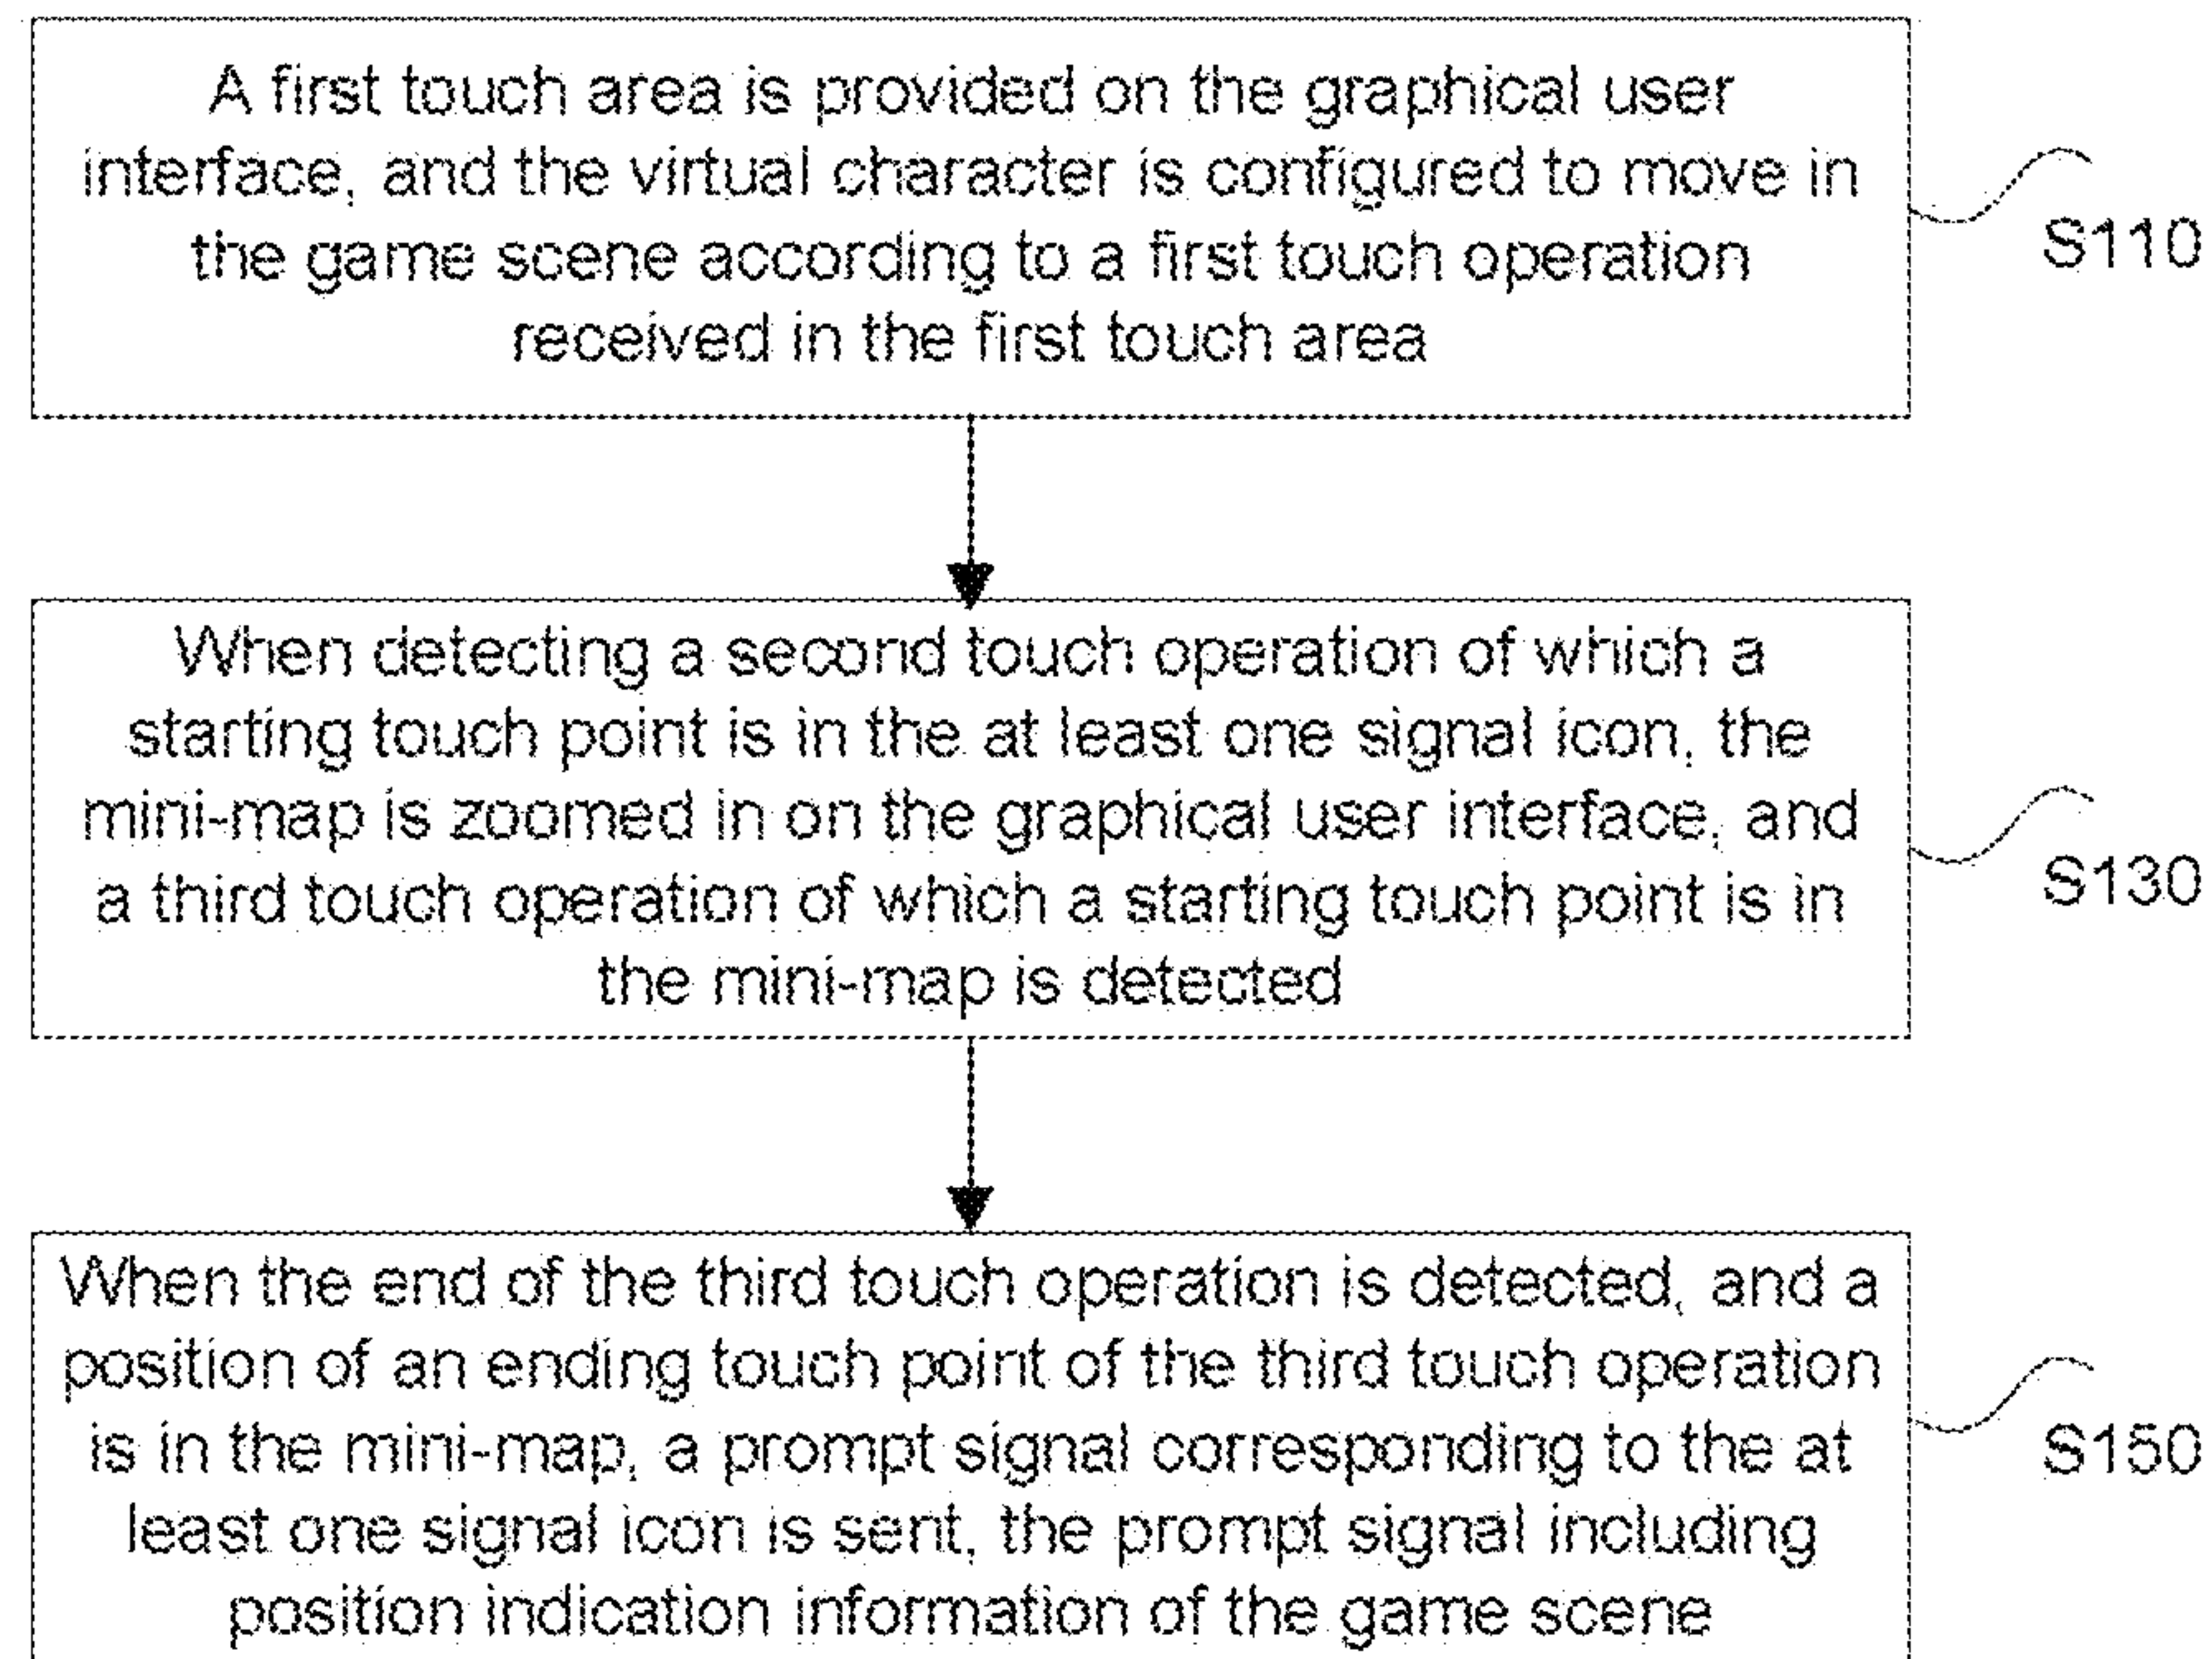 A first touch area is provided on the graphical user
interface, and the virtual character is configured to move in
the game scene according to a first touch operation
received in the first touch area
S110
When detecting a second touch operation of which a
starting touch point is in the at least one signal icon, the
mini-map is zoomed in on the graphical user interface, and
a third touch operation of which a starting touch point is in
the mini-map is detected
S130
When the end of the third touch operation is detected, and a
position of an ending touch point of the third touch operation
is in the mini-map, a prompt signal corresponding to the at
least one signal icon is sent, the prompt signal including
position indication information of the game scene
S150